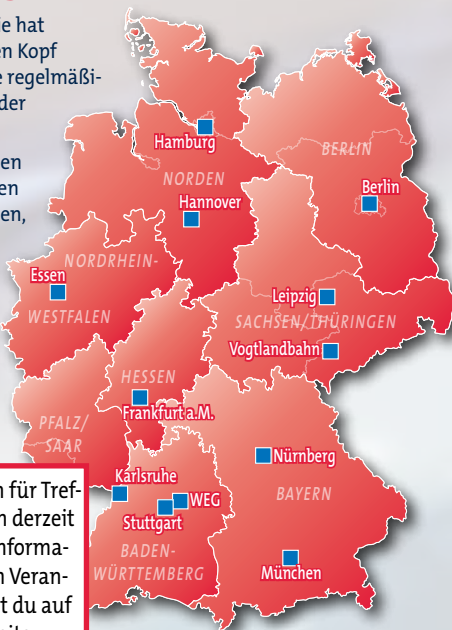 ie hat
en Kopf
e regelmäßi-
der
en
en
en,
Hamburg
BERLIN
NORDEN
Berlin
Hannover
NORDRHEIN-
WESTFALEN
Essen
Leipzig
SACHSEN/THÜRINGEN
Vogtlandbahn
HESSEN
Frankfurt a.M.
PFALZ/
SAAR
Nürnberg
BAYERN
Karlsruhe
WEG
Stuttgart
BADEN-
WÜRTTEMBERG
München
n für Tref-
n derzeit
nforma-
n Veran-
t du auf